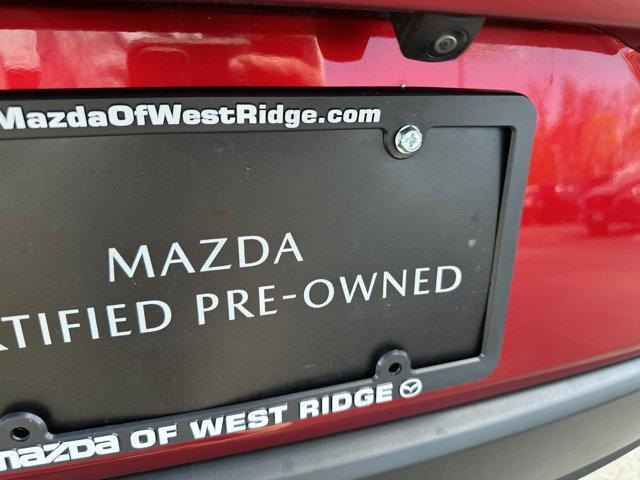 MazdaOfWestRidge.com
MAZDA
TIFIED PRE-OWNED
mazda OF WEST RIDGE